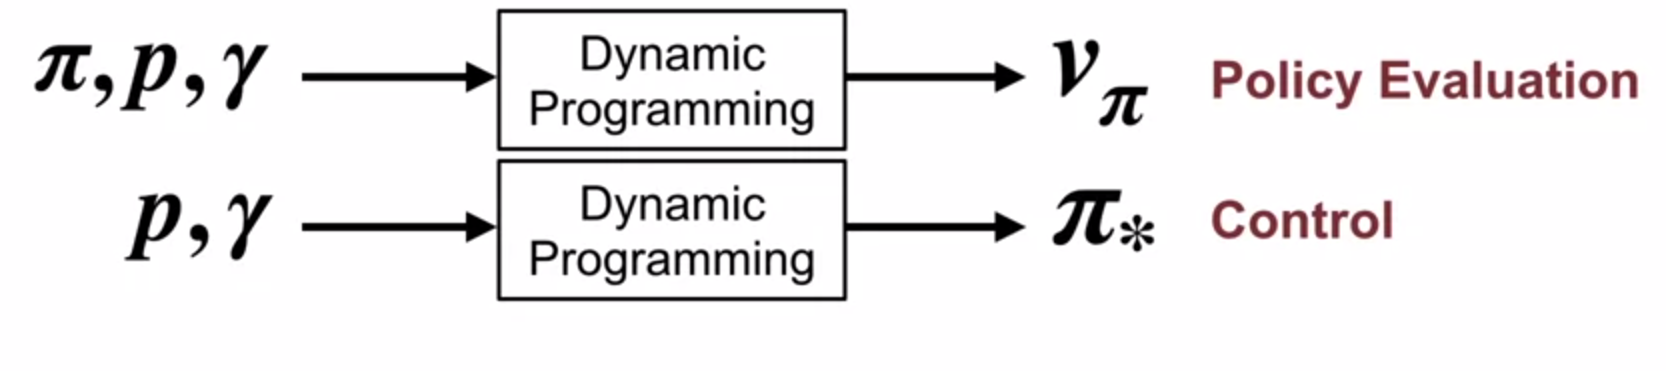 π, p, γ Dynamic Programming v_π Policy Evaluation
p, γ Dynamic Programming π_* Control